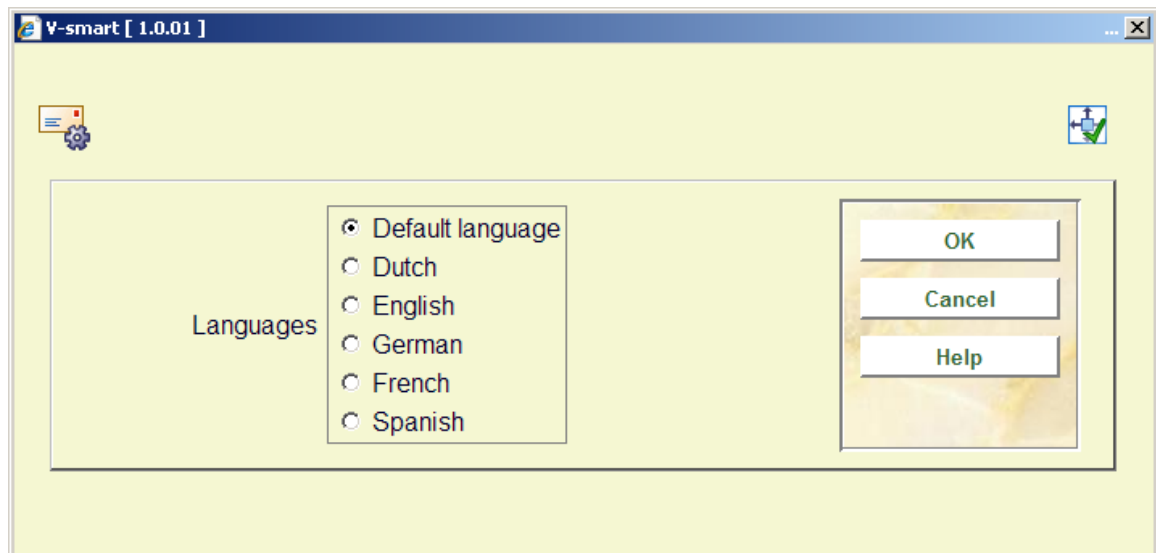 V-smart [ 1.0.01 ]
...
Default language
Dutch
English
Languages
German
French
Spanish
OK
Cancel
Help